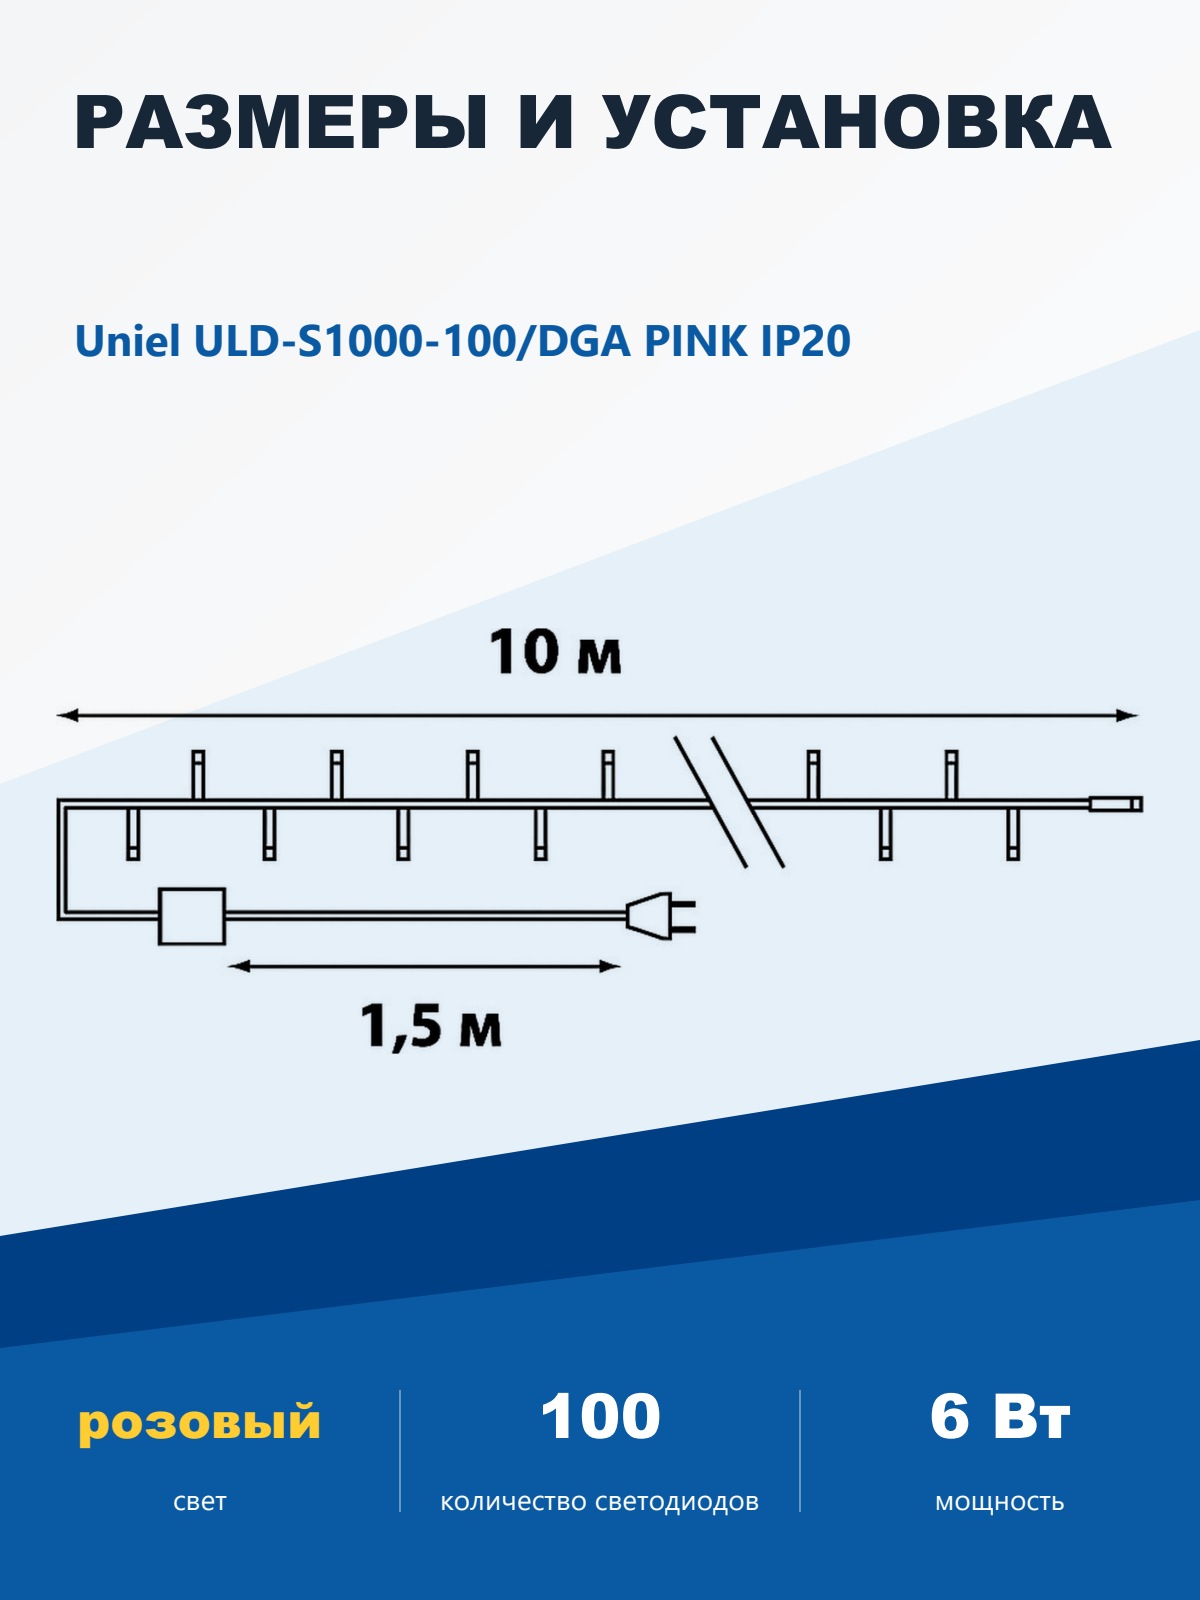 РАЗМЕРЫ И УСТАНОВКА
Uniel ULD-S1000-100/DGA PINK IP20
10 м
1,5 м
розовый
свет
100
количество светодиодов
6 Вт
мощность